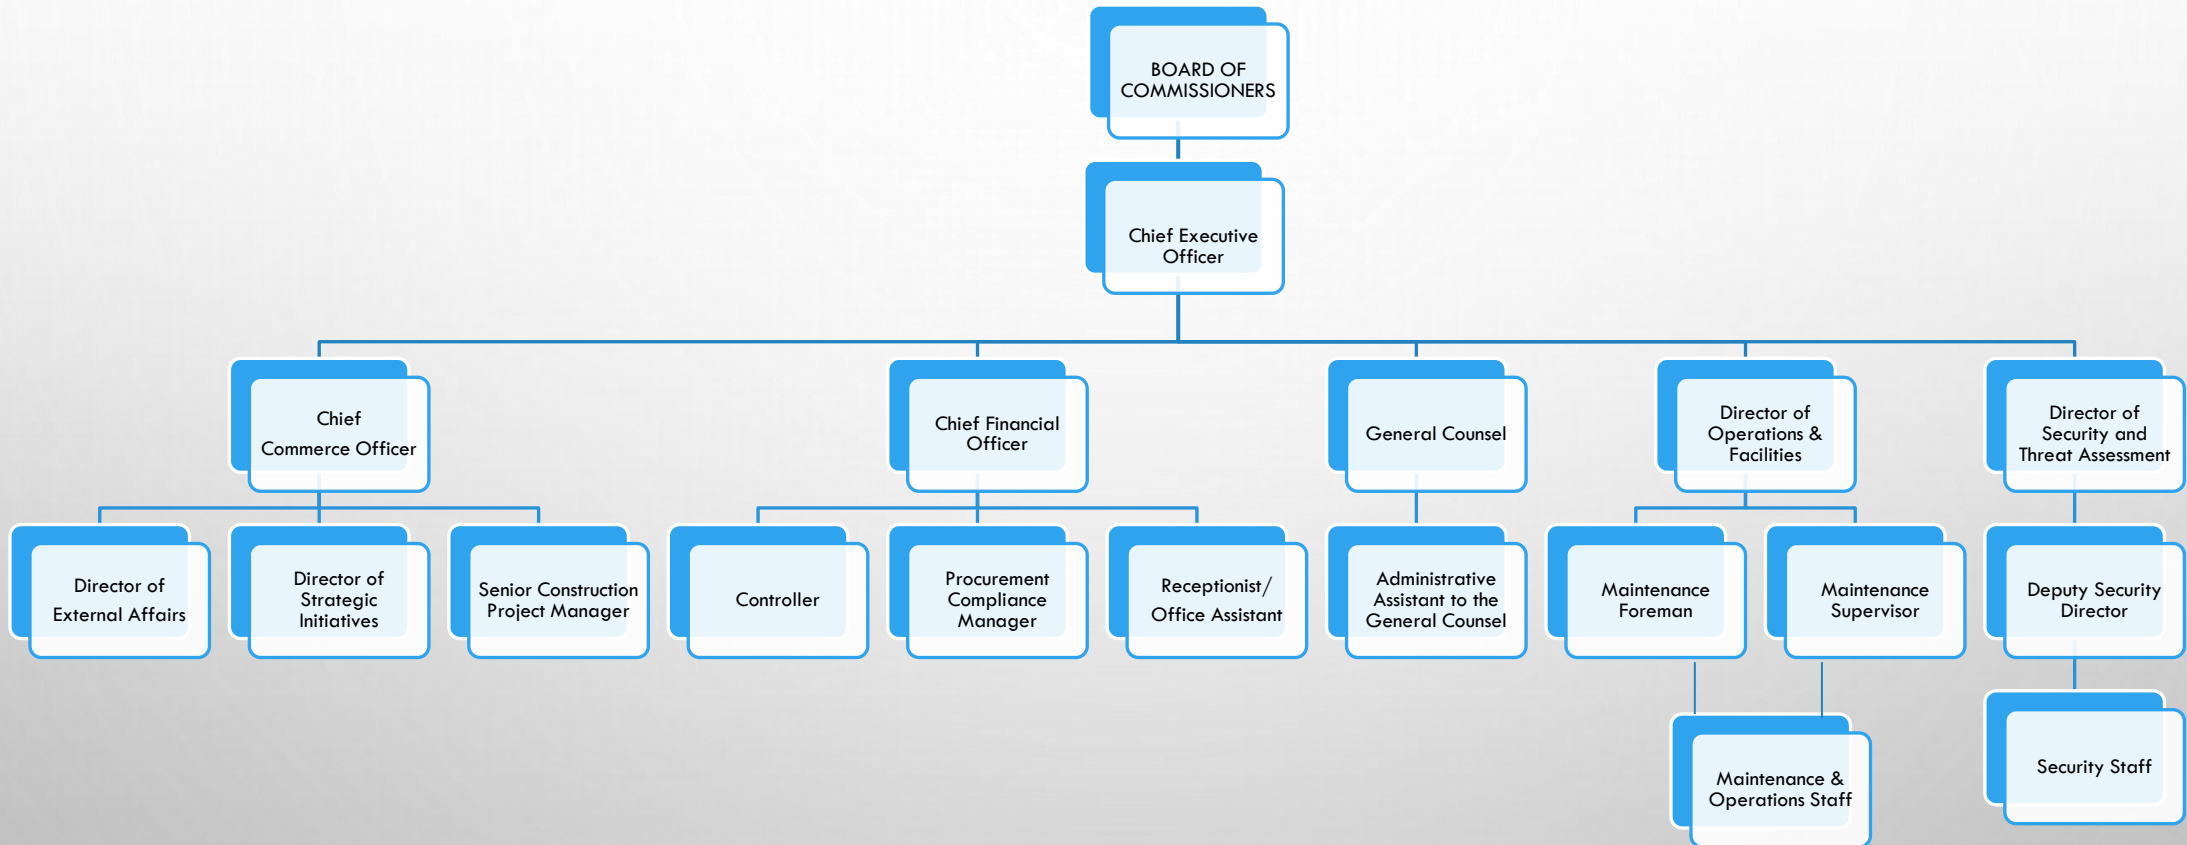 BOARD OF
COMMISSIONERS
Chief Executive
Officer
Chief
Commerce Officer
Chief Financial
Officer
General Counsel
Director of
Operations &
Facilities
Director of
Security and
Threat Assessment
Director of
External Affairs
Director of
Strategic
Initiatives
Senior Construction
Project Manager
Controller
Procurement
Compliance
Manager
Receptionist/
Office Assistant
Administrative
Assistant to the
General Counsel
Maintenance
Foreman
Maintenance
Supervisor
Deputy Security
Director
Maintenance &
Operations Staff
Security Staff